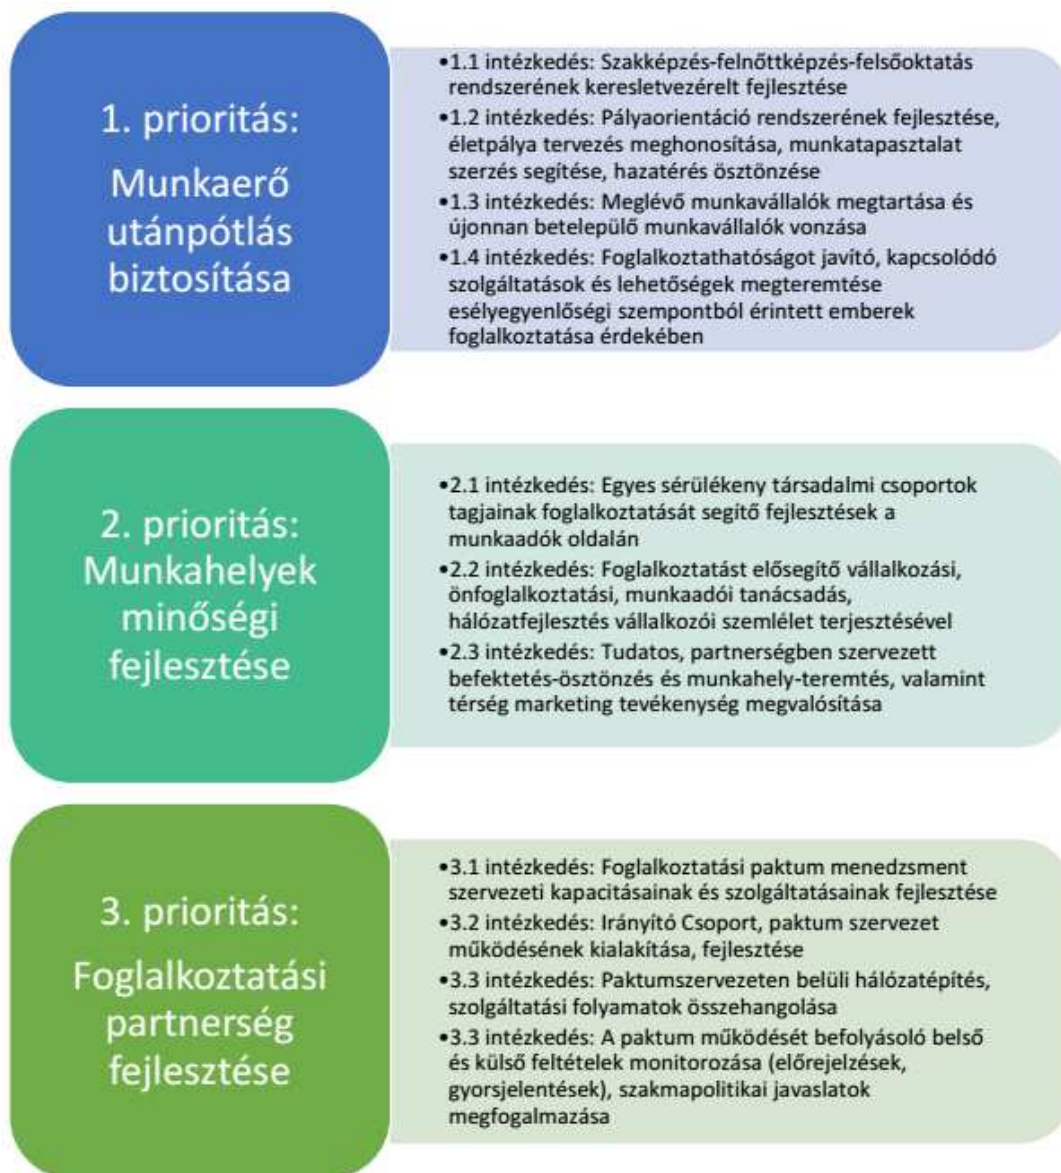 1. prioritás:
Munkaerő
utánpótlás
biztosítása
•1.1 intézkedés: Szakképzés-felnőttképzés-felsőoktatás
rendszerének keresletvezérelt fejlesztése
•1.2 intézkedés: Pályaorientáció rendszerének fejlesztése,
életpálya tervezés meghonosítása, munkatapasztalat
szerzés segítése, hazatérés ösztönzése
•1.3 intézkedés: Meglévő munkavállalók megtartása és
újonnan betelepülő munkavállalók vonzása
•1.4 intézkedés: Foglalkoztathatóságot javító, kapcsolódó
szolgáltatások és lehetőségek megteremtése
esélyegyenlőségi szempontból érintett emberek
foglalkoztatása érdekében
2. prioritás:
Munkahelyek
minőségi
fejlesztése
•2.1 intézkedés: Egyes sérülékeny társadalmi csoportok
tagjainak foglalkoztatását segítő fejlesztések a
munkaadók oldalán
•2.2 intézkedés: Foglalkoztatást elősegítő vállalkozási,
önfoglalkoztatási, munkaadói tanácsadás,
hálózatfejlesztés vállalkozói szemlélet terjesztésével
•2.3 intézkedés: Tudatos, partnerségben szervezett
befektetés-ösztönzés és munkahely-teremtés, valamint
térség marketing tevékenység megvalósítása
3. prioritás:
Foglalkoztatási
partnerség
fejlesztése
•3.1 intézkedés: Foglalkoztatási paktum menedzsment
szervezeti kapacitásainak és szolgáltatásainak fejlesztése
•3.2 intézkedés: Irányító Csoport, paktum szervezet
működésének kialakítása, fejlesztése
•3.3 intézkedés: Paktumszervezeten belüli hálózatépítés,
szolgáltatási folyamatok összehangolása
•3.3 intézkedés: A paktum működését befolyásoló belső
és külső feltételek monitorozása (előrejelzések,
gyorsjelentések), szakmapolitikai javaslatok
megfogalmazása